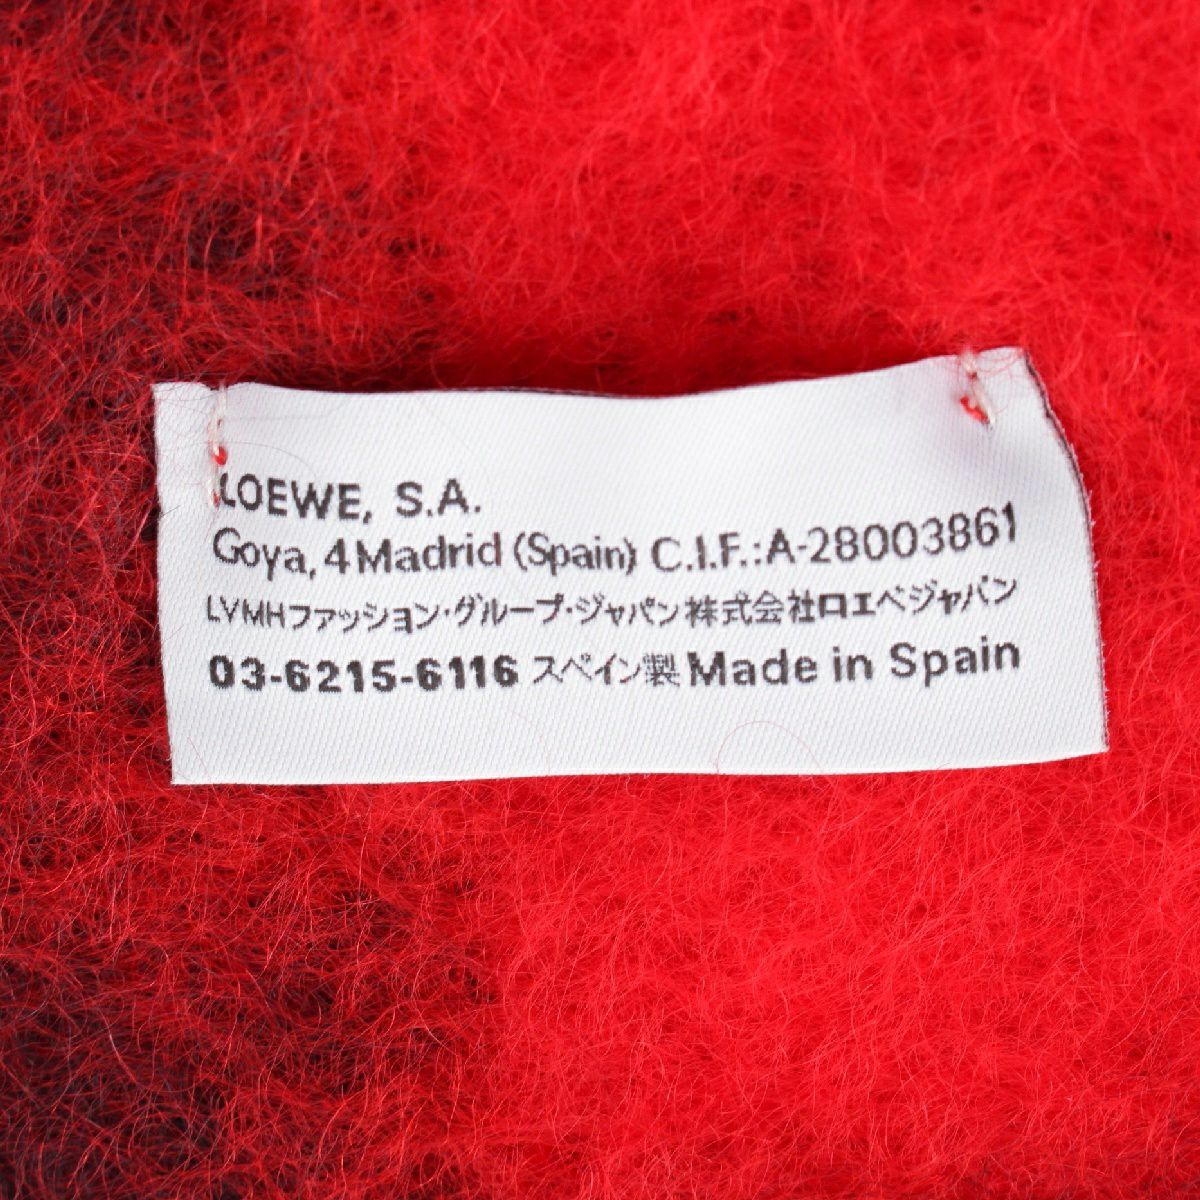 LOEWE, S.A.
Goya, 4 Madrid (Spain) C.I.F.:A-28003861
LVMHファッション・グループ・ジャパン株式会社ロエベジャパン
03-6215-6116 スペイン製 Made in Spain